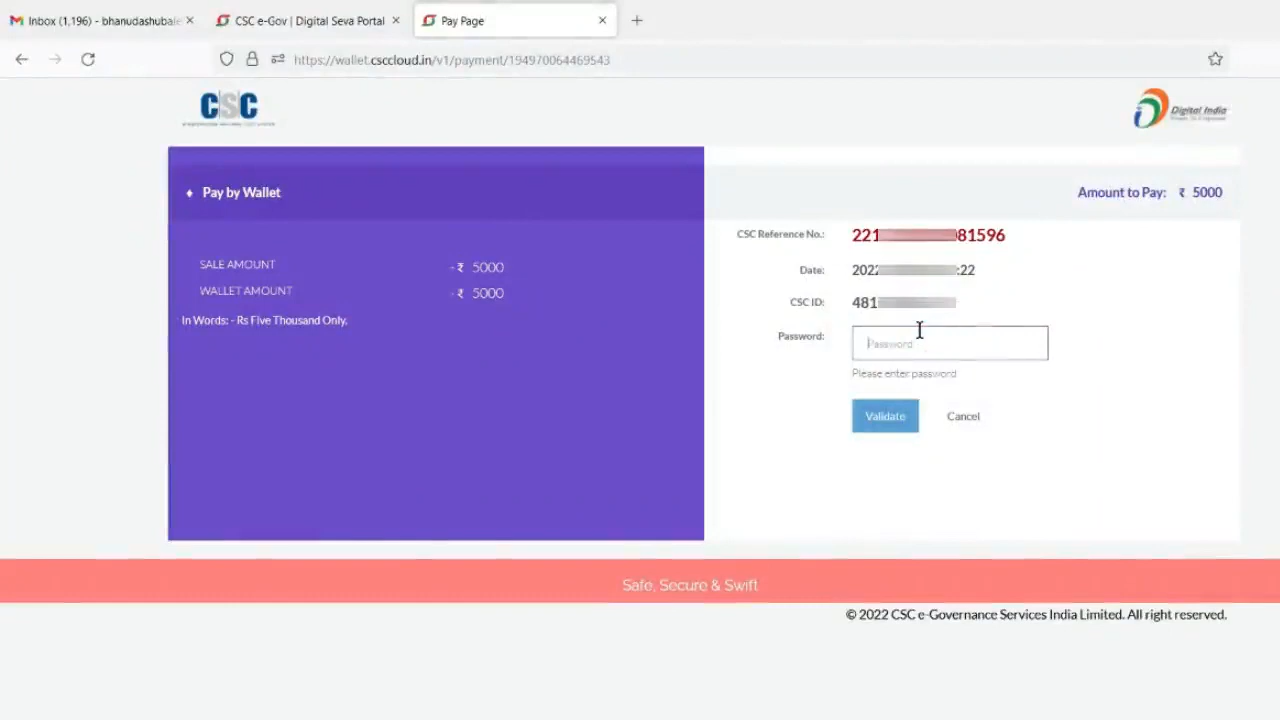 Inbox (1,196) - bhanudashubale
CSC e-Gov | Digital Seva Portal
Pay Page
https://wallet.csccloud.in/v1/payment/194970064469543
CSC
Digital India
Pay by Wallet
Amount to Pay: ₹ 5000
SALE AMOUNT - ₹ 5000
WALLET AMOUNT - ₹ 5000
In Words: - Rs Five Thousand Only.
CSC Reference No.: 221 81596
Date: 202 :22
CSC ID: 481
Password: Password
Please enter password
Validate Cancel
Safe, Secure & Swift
© 2022 CSC e-Governance Services India Limited. All right reserved.